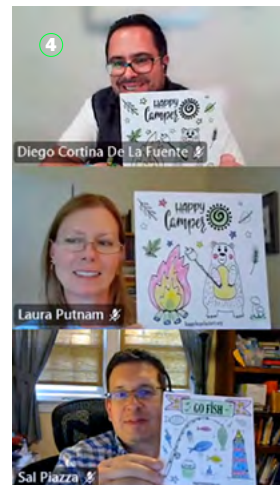 4
HAPPY
Camper
Diego Cortina De La Fuente
HAPPY
Camper
Laura Putnam
GO FISH
Sal Piazza